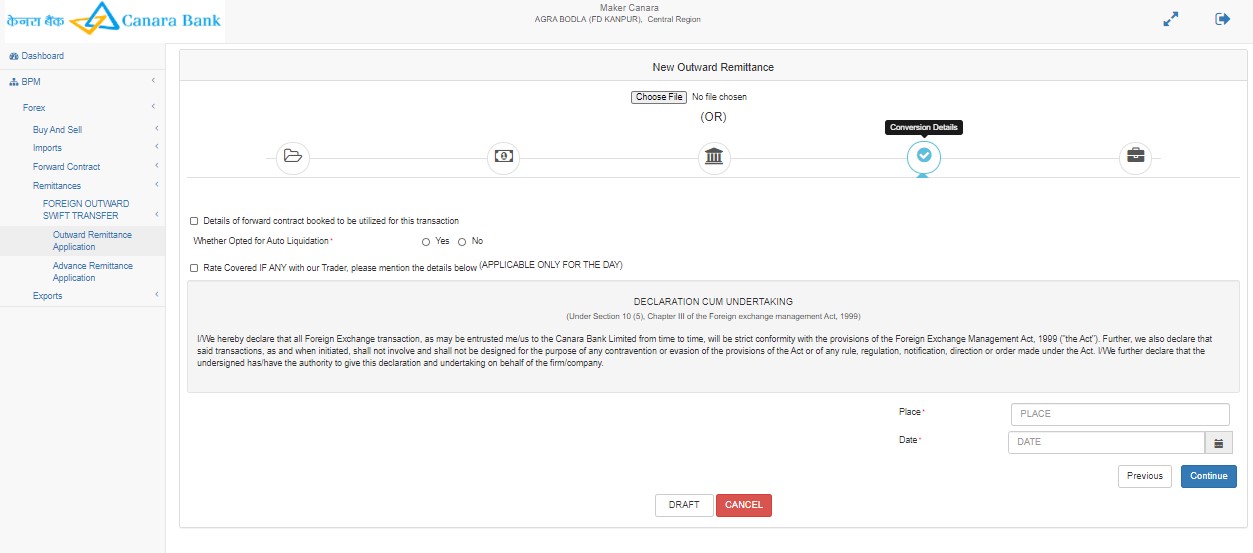 केनरा बैंक Canara Bank
Maker Canara
AGRA BODLA (FD KANPUR), Central Region
Dashboard
BPM
Forex
Buy And Sell
Imports
Forward Contract
Remittances
FOREIGN OUTWARD
SWIFT TRANSFER
Outward Remittance
Application
Advance Remittance
Application
Exports
New Outward Remittance
Choose File No file chosen
(OR)
Conversion Details
Details of forward contract booked to be utilized for this transaction
Whether Opted for Auto Liquidation* Yes No
Rate Covered IF ANY with our Trader, please mention the details below (APPLICABLE ONLY FOR THE DAY)
DECLARATION CUM UNDERTAKING
(Under Section 10 (5), Chapter III of the Foreign exchange management Act, 1999)
I/We hereby declare that all Foreign Exchange transaction, as may be entrusted me/us to the Canara Bank Limited from time to time, will be strict conformity with the provisions of the Foreign Exchange Management Act, 1999 ("the Act"). Further, we also declare that
said transactions, as and when initiated, shall not involve and shall not be designed for the purpose of any contravention or evasion of the provisions of the Act or of any rule, regulation, notification, direction or order made under the Act. I/We further declare that the
undersigned has/have the authority to give this declaration and undertaking on behalf of the firm/company.
Place* PLACE
Date* DATE
Previous Continue
DRAFT CANCEL